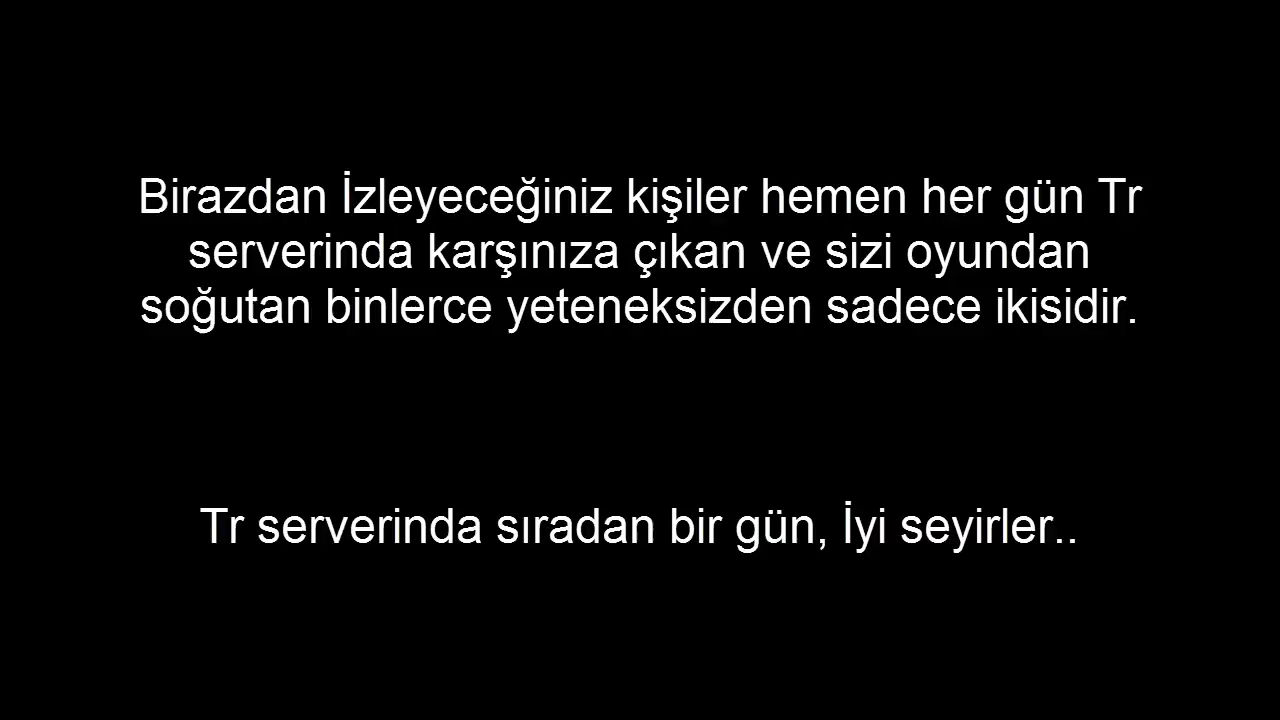 Birazdan İzleyeceğiniz kişiler hemen her gün Tr
serverinda karşınıza çıkan ve sizi oyundan
soğutan binlerce yeteneksizden sadece ikisidir.
Tr serverinda sıradan bir gün, İyi seyirler..